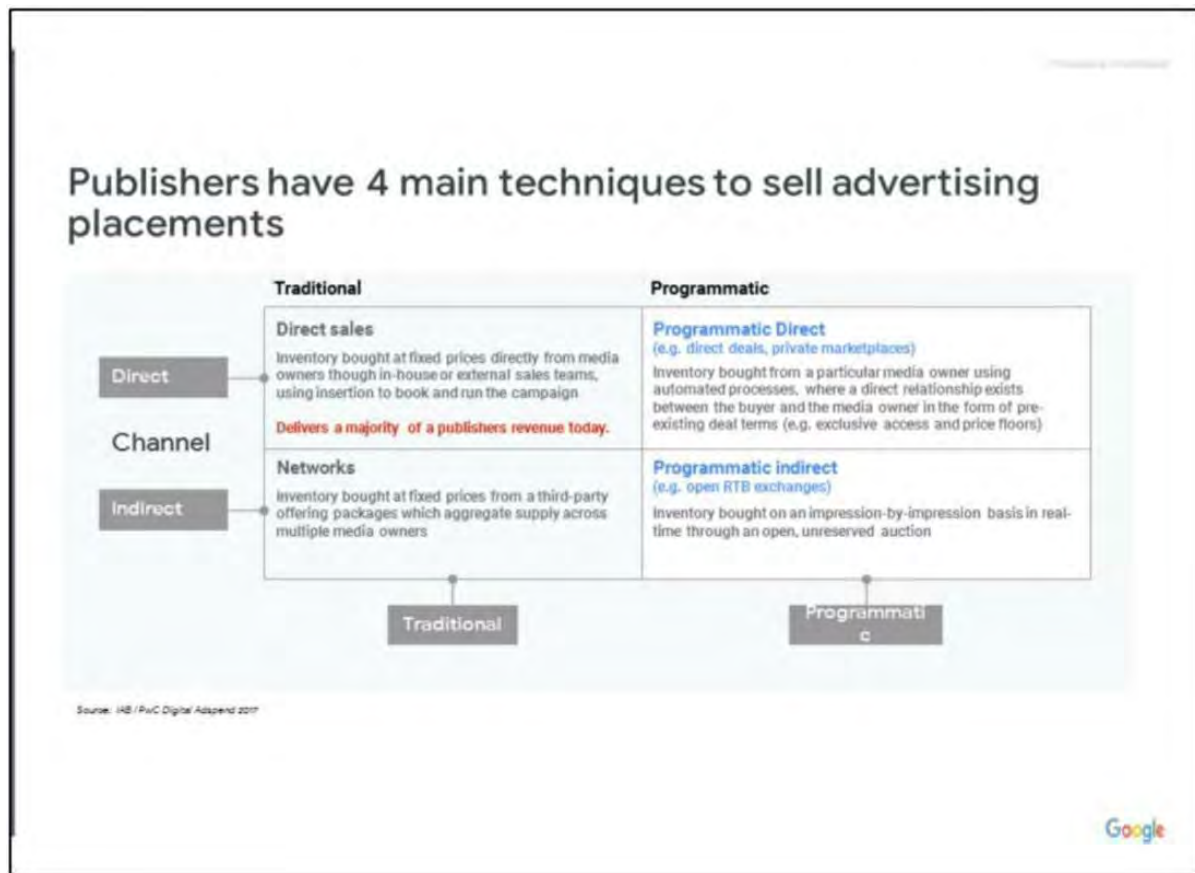 Publishers have 4 main techniques to sell advertising
placements
Traditional
Programmatic
Direct
Channel
Indirect
Direct sales
Inventory bought at fixed prices directly from media
owners though in-house or external sales teams,
using insertion to book and run the campaign
Delivers a majority of a publishers revenue today.
Programmatic Direct
(e.g. direct deals, private marketplaces)
Inventory bought from a particular media owner using
automated processes, where a direct relationship exists
between the buyer and the media owner in the form of pre-
existing deal terms (e.g. exclusive access and price floors)
Networks
Inventory bought at fixed prices from a third-party
offering packages which aggregate supply across
multiple media owners
Programmatic indirect
(e.g. open RTB exchanges)
Inventory bought on an impression-by-impression basis in real-
time through an open, unreserved auction
Traditional
Programmati
c
Source: IAB / PwC Digital Adspend 2017
Google